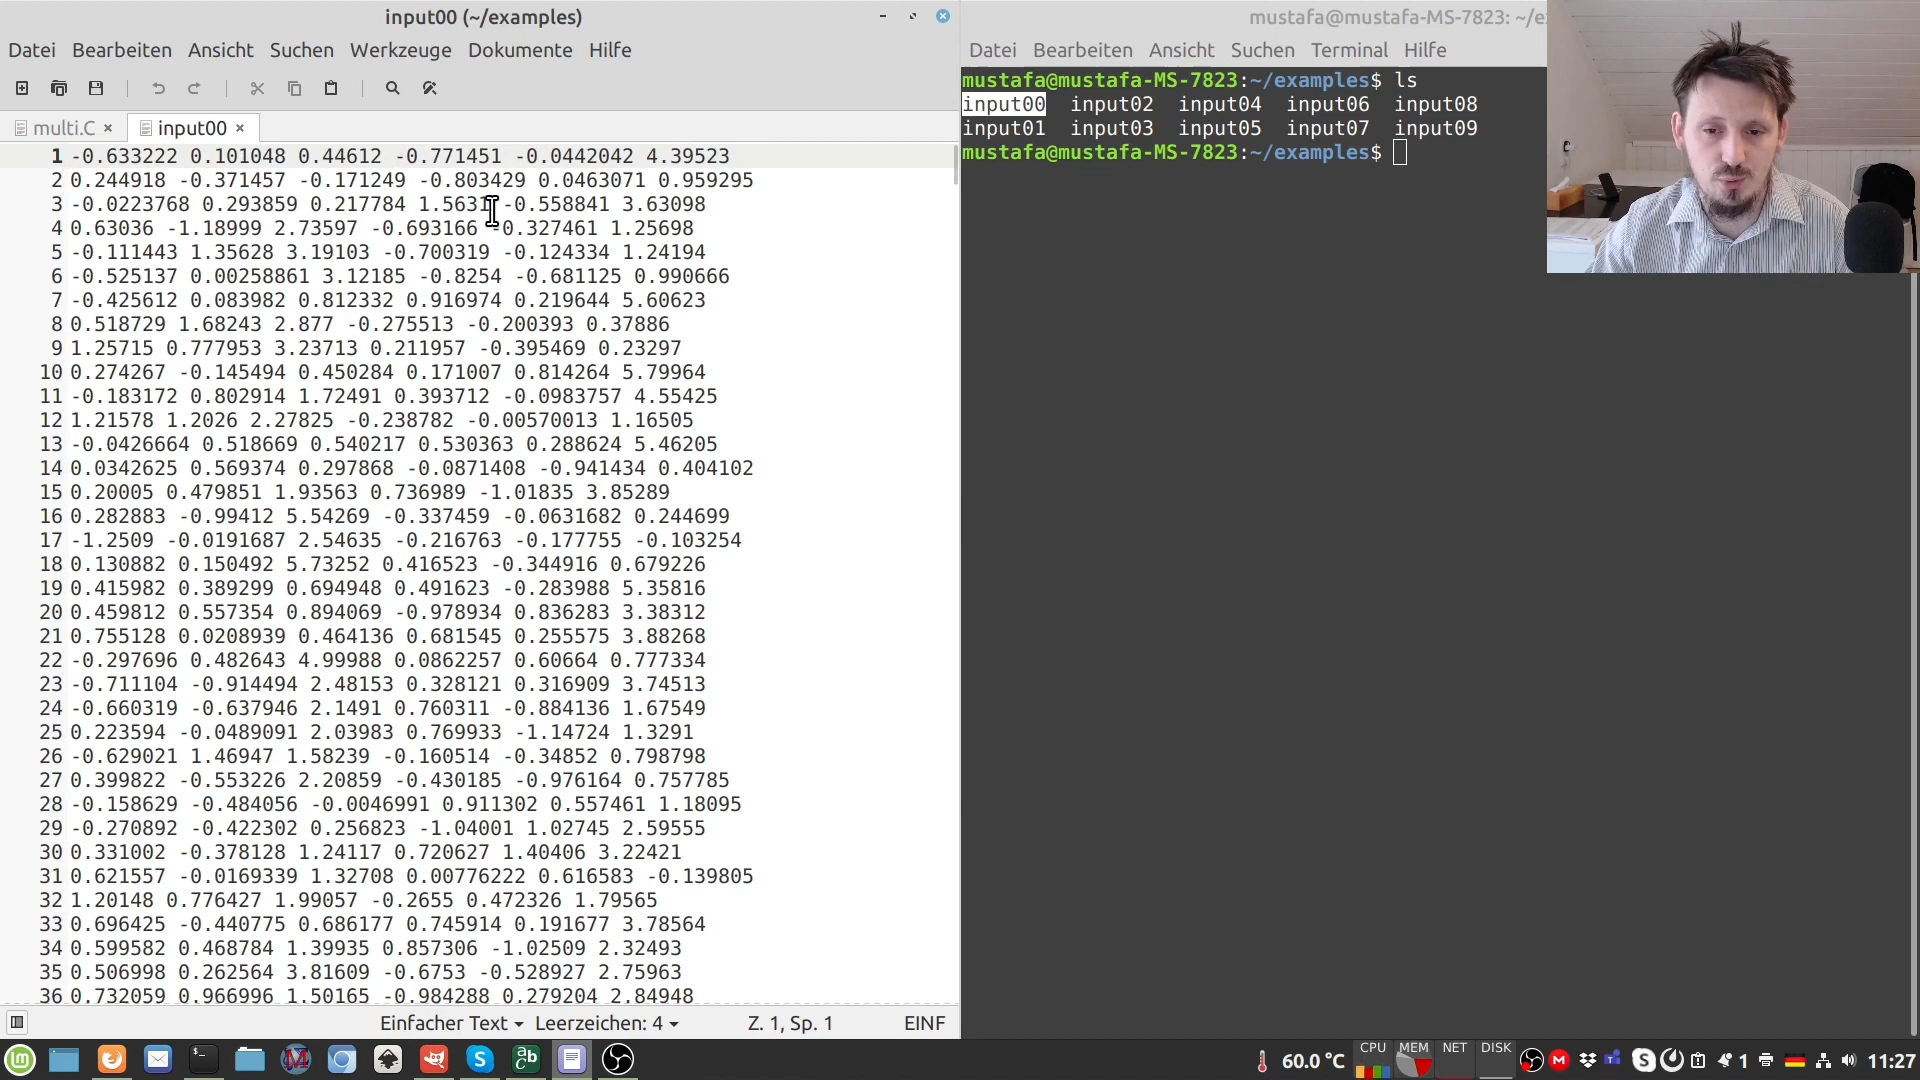 input00 (~/examples)
Datei Bearbeiten Ansicht Suchen Werkzeuge Dokumente Hilfe
multi.C × input00 ×
1 -0.633222 0.101048 0.44612 -0.771451 -0.0442042 4.39523
2 0.244918 -0.371457 -0.171249 -0.803429 0.0463071 0.959295
3 -0.0223768 0.293859 0.217784 1.5631 -0.558841 3.63098
4 0.63036 -1.18999 2.73597 -0.693166 -0.327461 1.25698
5 -0.111443 1.35628 3.19103 -0.700319 -0.124334 1.24194
6 -0.525137 0.00258861 3.12185 -0.8254 -0.681125 0.990666
7 -0.425612 0.083982 0.812332 0.916974 0.219644 5.60623
8 0.518729 1.68243 2.877 -0.275513 -0.200393 0.37886
9 1.25715 0.777953 3.23713 0.211957 -0.395469 0.23297
10 0.274267 -0.145494 0.450284 0.171007 0.814264 5.79964
11 -0.183172 0.802914 1.72491 0.393712 -0.0983757 4.55425
12 1.21578 1.2026 2.27825 -0.238782 -0.00570013 1.16505
13 -0.0426664 0.518669 0.540217 0.530363 0.288624 5.46205
14 0.0342625 0.569374 0.297868 -0.0871408 -0.941434 0.404102
15 0.20005 0.479851 1.93563 0.736989 -1.01835 3.85289
16 0.282883 -0.99412 5.54269 -0.337459 -0.0631682 0.244699
17 -1.2509 -0.0191687 2.54635 -0.216763 -0.177755 -0.103254
18 0.130882 0.150492 5.73252 0.416523 -0.344916 0.679226
19 0.415982 0.389299 0.694948 0.491623 -0.283988 5.35816
20 0.459812 0.557354 0.894069 -0.978934 0.836283 3.38312
21 0.755128 0.0208939 0.464136 0.681545 0.255575 3.88268
22 -0.297696 0.482643 4.99988 0.0862257 0.60664 0.777334
23 -0.711104 -0.914494 2.48153 0.328121 0.316909 3.74513
24 -0.660319 -0.637946 2.1491 0.760311 -0.884136 1.67549
25 0.223594 -0.0489091 2.03983 0.769933 -1.14724 1.3291
26 -0.629021 1.46947 1.58239 -0.160514 -0.34852 0.798798
27 0.399822 -0.553226 2.20859 -0.430185 -0.976164 0.757785
28 -0.158629 -0.484056 -0.0046991 0.911302 0.557461 1.18095
29 -0.270892 -0.422302 0.256823 -1.04001 1.02745 2.59555
30 0.331002 -0.378128 1.24117 0.720627 1.40406 3.22421
31 0.621557 -0.0169339 1.32708 0.00776222 0.616583 -0.139805
32 1.20148 0.776427 1.99057 -0.2655 0.472326 1.79565
33 0.696425 -0.440775 0.686177 0.745914 0.191677 3.78564
34 0.599582 0.468784 1.39935 0.857306 -1.02509 2.32493
35 0.506998 0.262564 3.81609 -0.6753 -0.528927 2.75963
36 0.732059 0.966996 1.50165 -0.984288 0.279204 2.84948
Einfacher Text Leerzeichen: 4 Z. 1, Sp. 1 EINF
mustafa@mustafa-MS-7823: ~/e
Datei Bearbeiten Ansicht Suchen Terminal Hilfe
mustafa@mustafa-MS-7823:~/examples$ ls
input00 input02 input04 input06 input08
input01 input03 input05 input07 input09
mustafa@mustafa-MS-7823:~/examples$
60.0 °C CPU MEM NET DISK 1 11:27